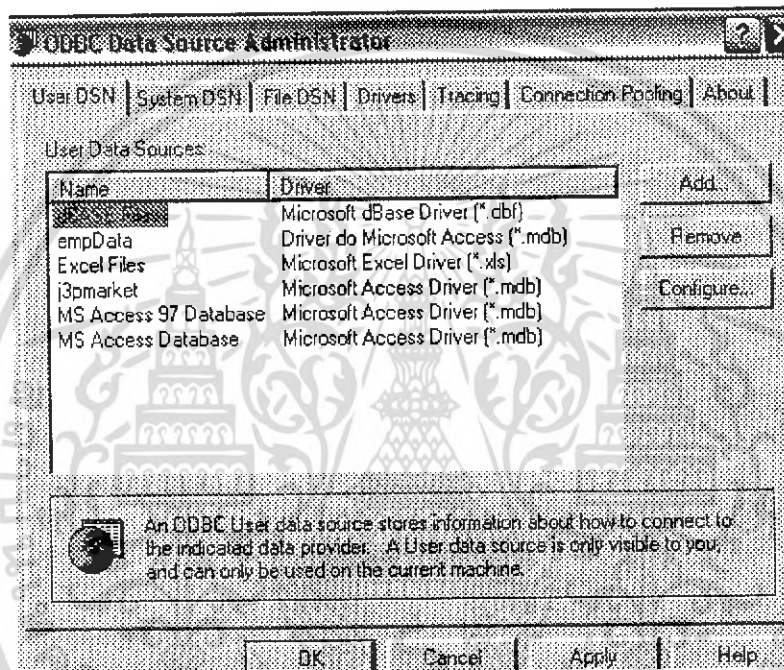 ODBC Data Source Administrator
User DSN System DSN File DSN Drivers Tracing Connection Pooling About
User Data Sources:
Name Driver
Microsoft dBase Driver (*.dbf)
empData Driver do Microsoft Access (*.mdb)
Excel Files Microsoft Excel Driver (*.xls)
j3pmarket Microsoft Access Driver (*.mdb)
MS Access 97 Database Microsoft Access Driver (*.mdb)
MS Access Database Microsoft Access Driver (*.mdb)
Add...
Remove
Configure...
An ODBC User data source stores information about how to connect to
the indicated data provider. A User data source is only visible to you,
and can only be used on the current machine.
OK Cancel Apply Help